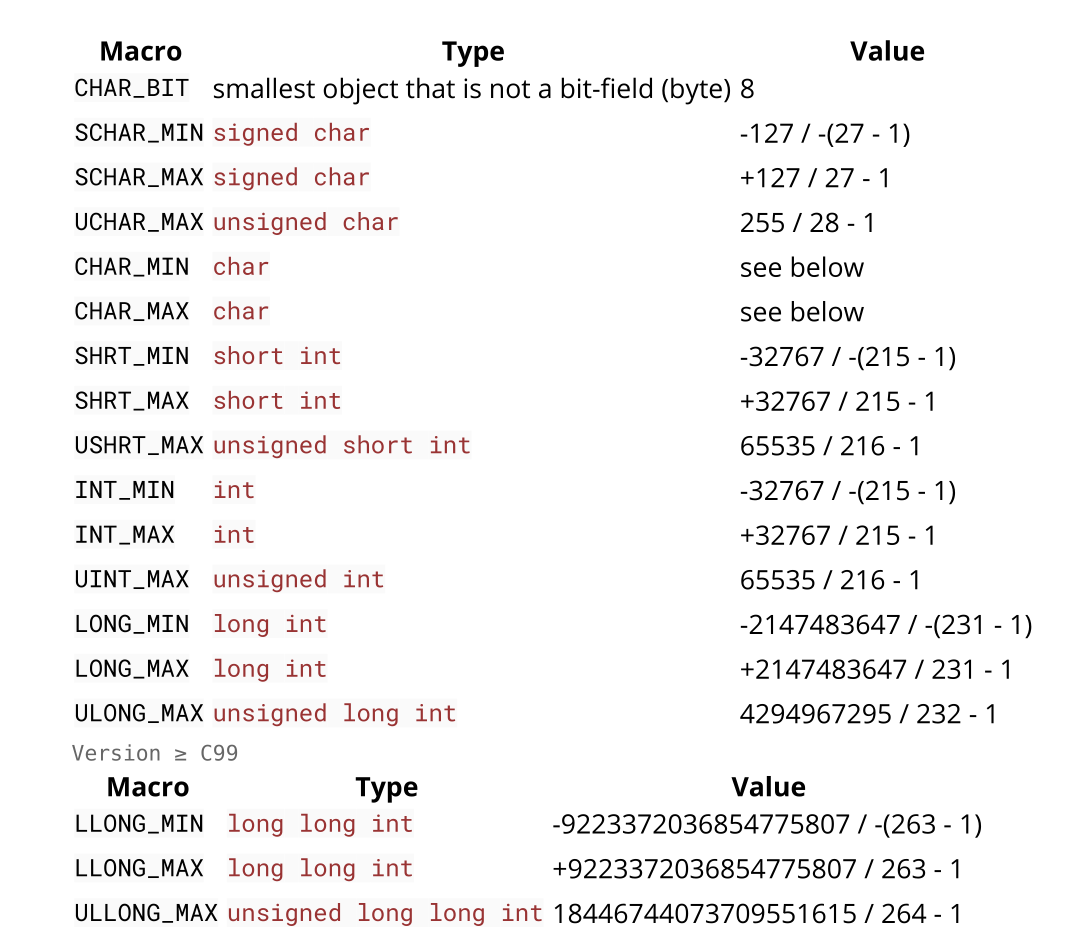 Macro Type Value
CHAR_BIT smallest object that is not a bit-field (byte) 8
SCHAR_MIN signed char -127 / -(27 - 1)
SCHAR_MAX signed char +127 / 27 - 1
UCHAR_MAX unsigned char 255 / 28 - 1
CHAR_MIN char see below
CHAR_MAX char see below
SHRT_MIN short int -32767 / -(215 - 1)
SHRT_MAX short int +32767 / 215 - 1
USHRT_MAX unsigned short int 65535 / 216 - 1
INT_MIN int -32767 / -(215 - 1)
INT_MAX int +32767 / 215 - 1
UINT_MAX unsigned int 65535 / 216 - 1
LONG_MIN long int -2147483647 / -(231 - 1)
LONG_MAX long int +2147483647 / 231 - 1
ULONG_MAX unsigned long int 4294967295 / 232 - 1
Version ≥ C99
Macro Type Value
LLONG_MIN long long int -9223372036854775807 / -(263 - 1)
LLONG_MAX long long int +9223372036854775807 / 263 - 1
ULLONG_MAX unsigned long long int 18446744073709551615 / 264 - 1